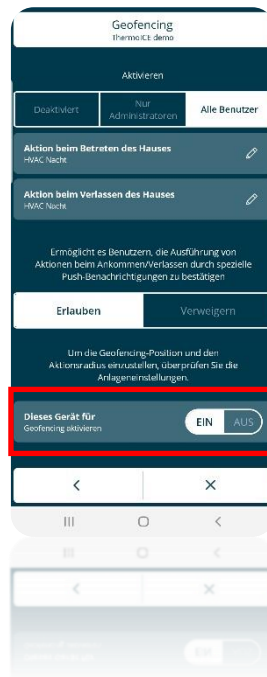 Geofencing
ThermoICE demo
Aktivieren
Deaktiviert
Nur
Administratoren
Alle Benutzer
Aktion beim Betreten des Hauses
HVAC Nacht
Aktion beim Verlassen des Hauses
HVAC Nacht
Ermöglicht es Benutzern, die Ausführung von
Aktionen beim Ankommen/Verlassen durch spezielle
Push-Benachrichtigungen zu
bestätigen
Erlauben
Verweigern
Um die Geofencing-Position und den
Aktionsradius einzustellen, überprüfen Sie die
Anlageneinstellungen.
Dieses Gerät für
Geofencing aktivieren
EIN
AUS